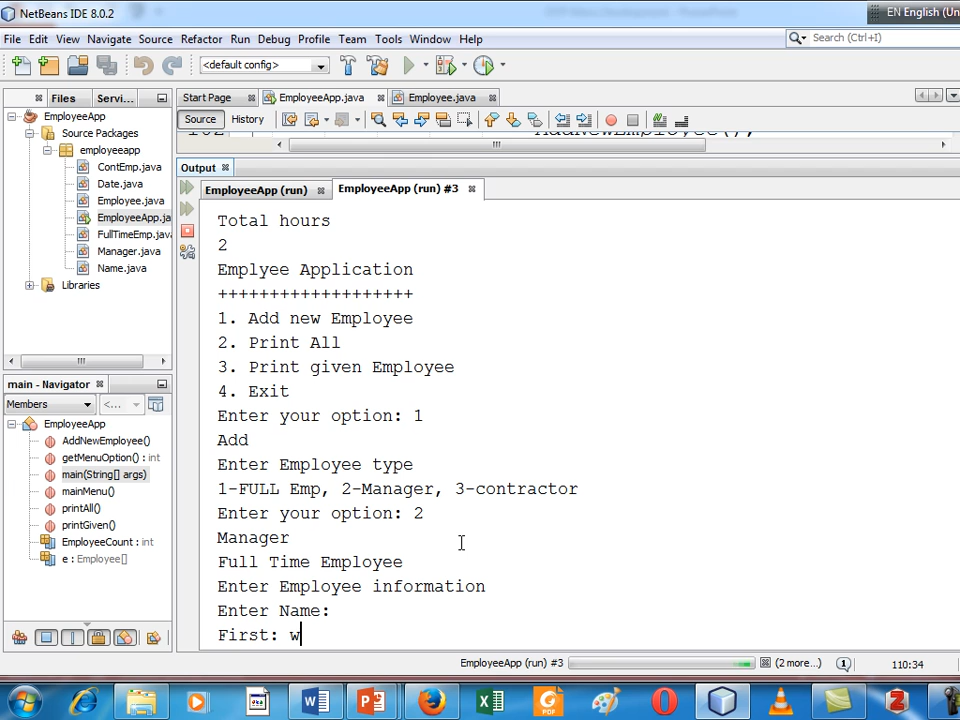 NetBeans IDE 8.0.2
EN English (Un
File Edit View Navigate Source Refactor Run Debug Profile Team Tools Window Help
Search (Ctrl+I)
<default config>
Files Servi...
Start Page EmployeeApp.java Employee.java
EmployeeApp
Source Packages
employeeapp
ContEmp.java
Date.java
Employee.java
EmployeeApp.ja
FullTimeEmp.java
Manager.java
Name.java
Libraries
Source History
AddNewEmployee();
Output
EmployeeApp (run) EmployeeApp (run) #3
Total hours
2
Emplyee Application
+++++++++++++++++++
1. Add new Employee
2. Print All
3. Print given Employee
4. Exit
Enter your option: 1
Add
Enter Employee type
1-FULL Emp, 2-Manager, 3-contractor
Enter your option: 2
Manager
Full Time Employee
Enter Employee information
Enter Name:
First: w
main - Navigator
Members <...
EmployeeApp
AddNewEmployee()
getMenuOption() : int
main(String[] args)
mainMenu()
printAll()
printGiven()
EmployeeCount : int
e : Employee[]
EmployeeApp (run) #3 (2 more...) 1 110:34